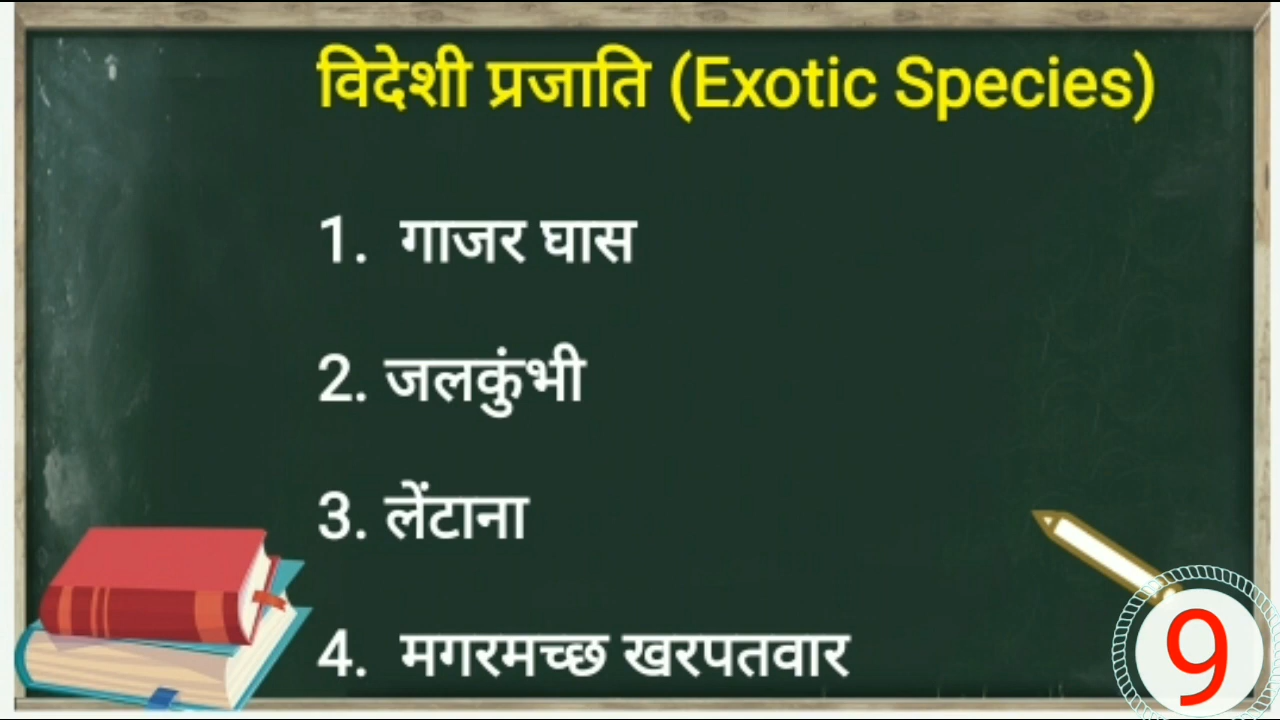 विदेशी प्रजाति (Exotic Species)
1. गाजर घास
2. जलकुंभी
3. लेंटाना
4. मगरमच्छ खरपतवार
9